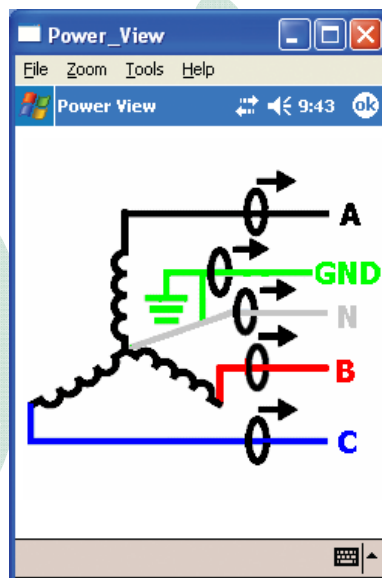 Power_View
File Zoom Tools Help
Power View 9:43 ok
A
GND
N
B
C